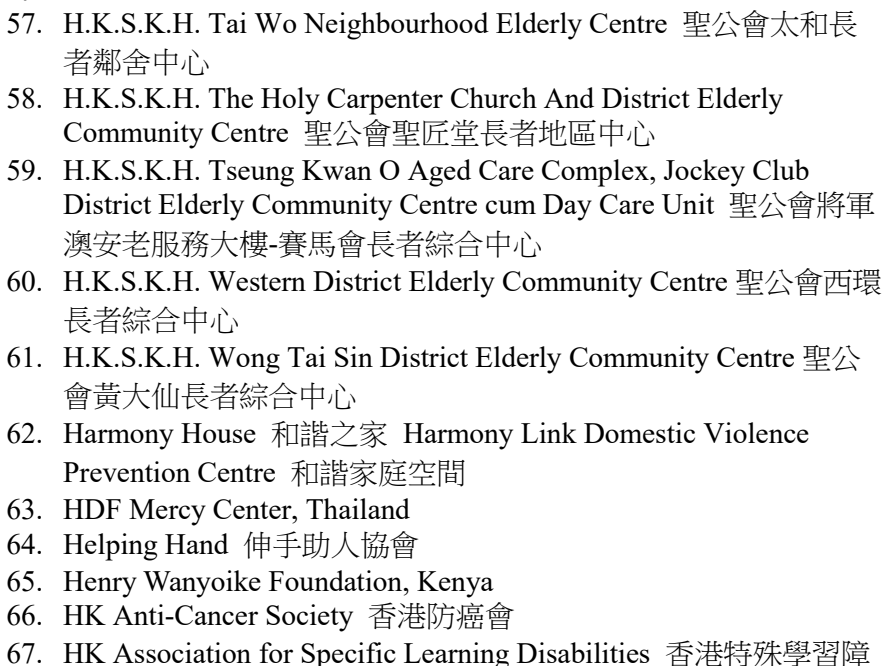 57. H.K.S.K.H. Tai Wo Neighbourhood Elderly Centre 聖公會太和長
者鄰舍中心
58. H.K.S.K.H. The Holy Carpenter Church And District Elderly
Community Centre 聖公會聖匠堂長者地區中心
59. H.K.S.K.H. Tseung Kwan O Aged Care Complex, Jockey Club
District Elderly Community Centre cum Day Care Unit 聖公會將軍
澳安老服務大樓-賽馬會長者綜合中心
60. H.K.S.K.H. Western District Elderly Community Centre 聖公會西環
長者綜合中心
61. H.K.S.K.H. Wong Tai Sin District Elderly Community Centre 聖公
會黃大仙長者綜合中心
62. Harmony House 和諧之家 Harmony Link Domestic Violence
Prevention Centre 和諧家庭空間
63. HDF Mercy Center, Thailand
64. Helping Hand 伸手助人協會
65. Henry Wanyoike Foundation, Kenya
66. HK Anti-Cancer Society 香港防癌會
67. HK Association for Specific Learning Disabilities 香港特殊學習障